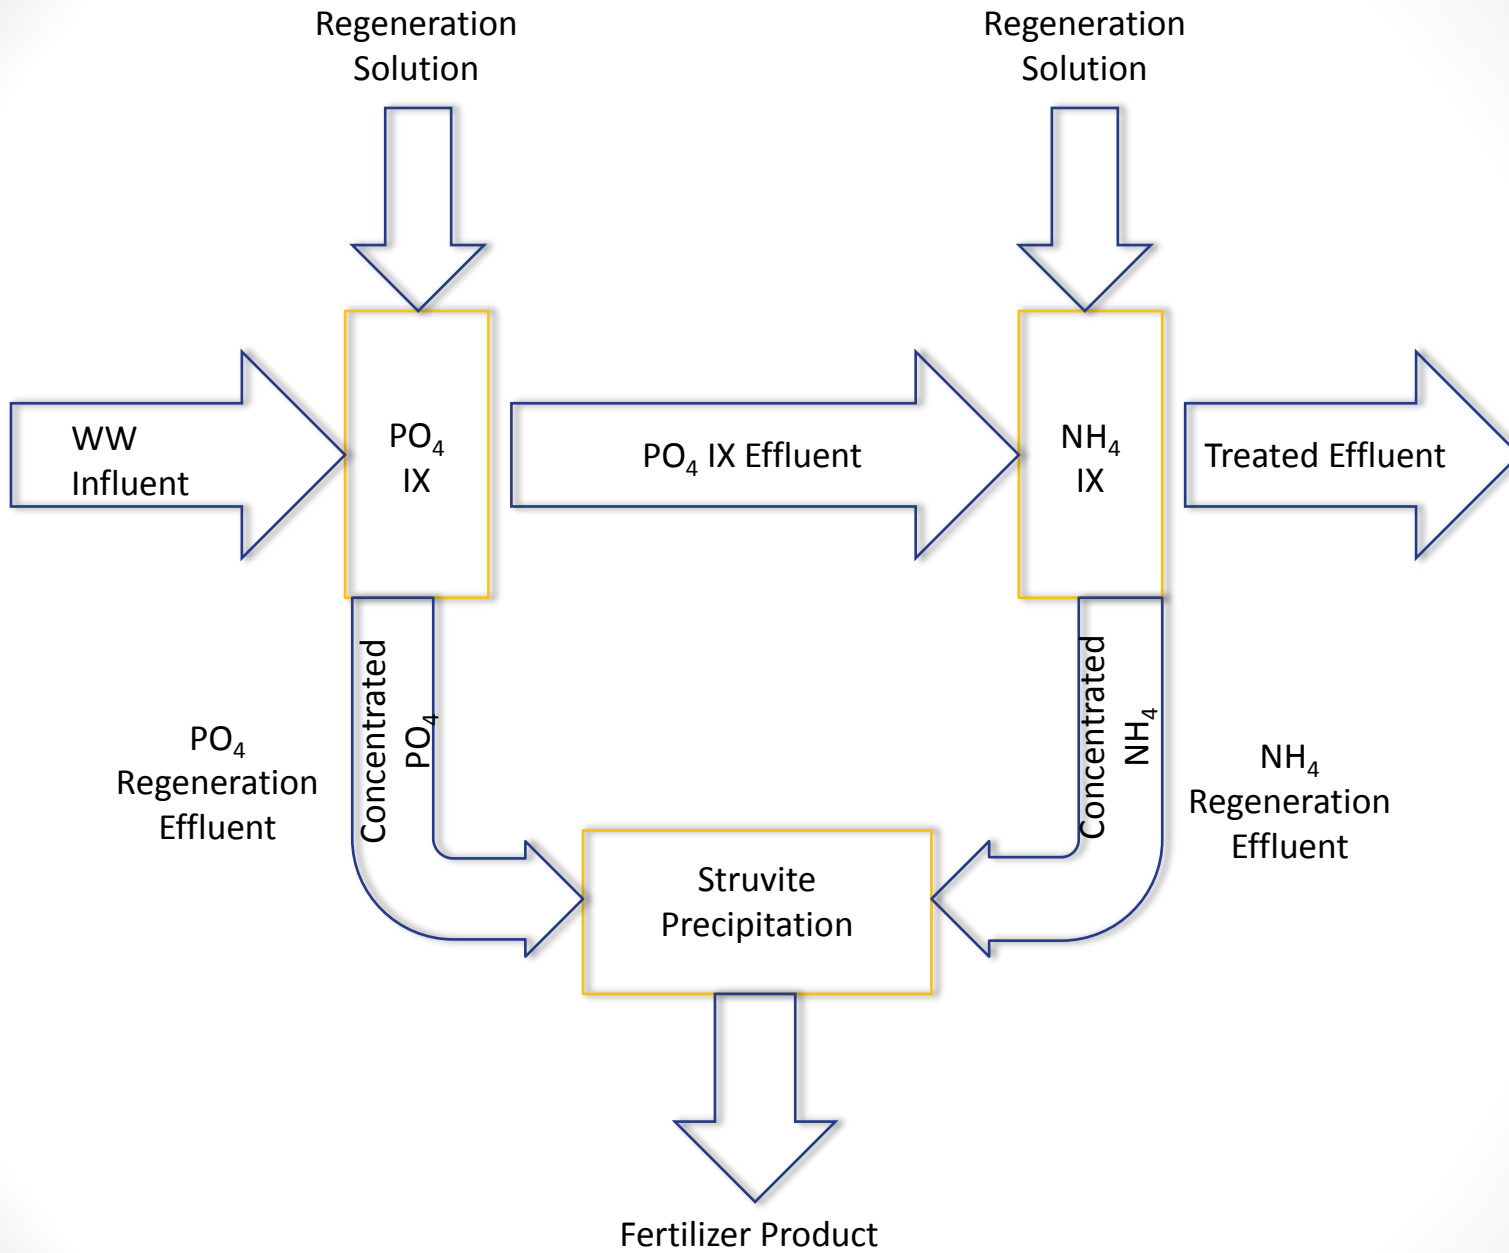 Regeneration
Solution
Regeneration
Solution
WW
Influent
PO₄
IX
PO₄ IX Effluent
NH₄
IX
Treated Effluent
Concentrated
PO₄
PO₄
Regeneration
Effluent
Concentrated
NH₄
NH₄
Regeneration
Effluent
Struvite
Precipitation
Fertilizer Product